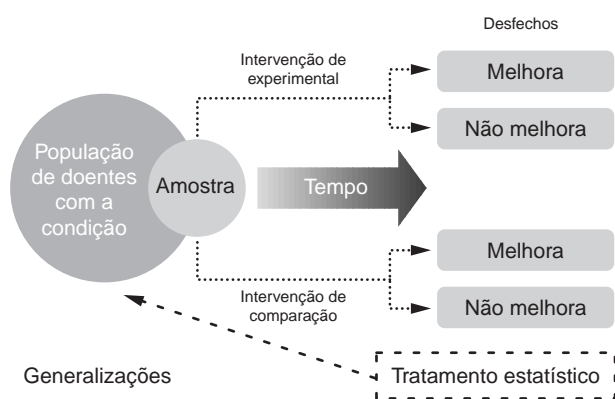 Desfechos
Intervenção de
experimental
Melhora
Não melhora
População
de doentes
com a
condição
Amostra
Tempo
Melhora
Intervenção de
comparação
Não melhora
Generalizações
Tratamento estatístico